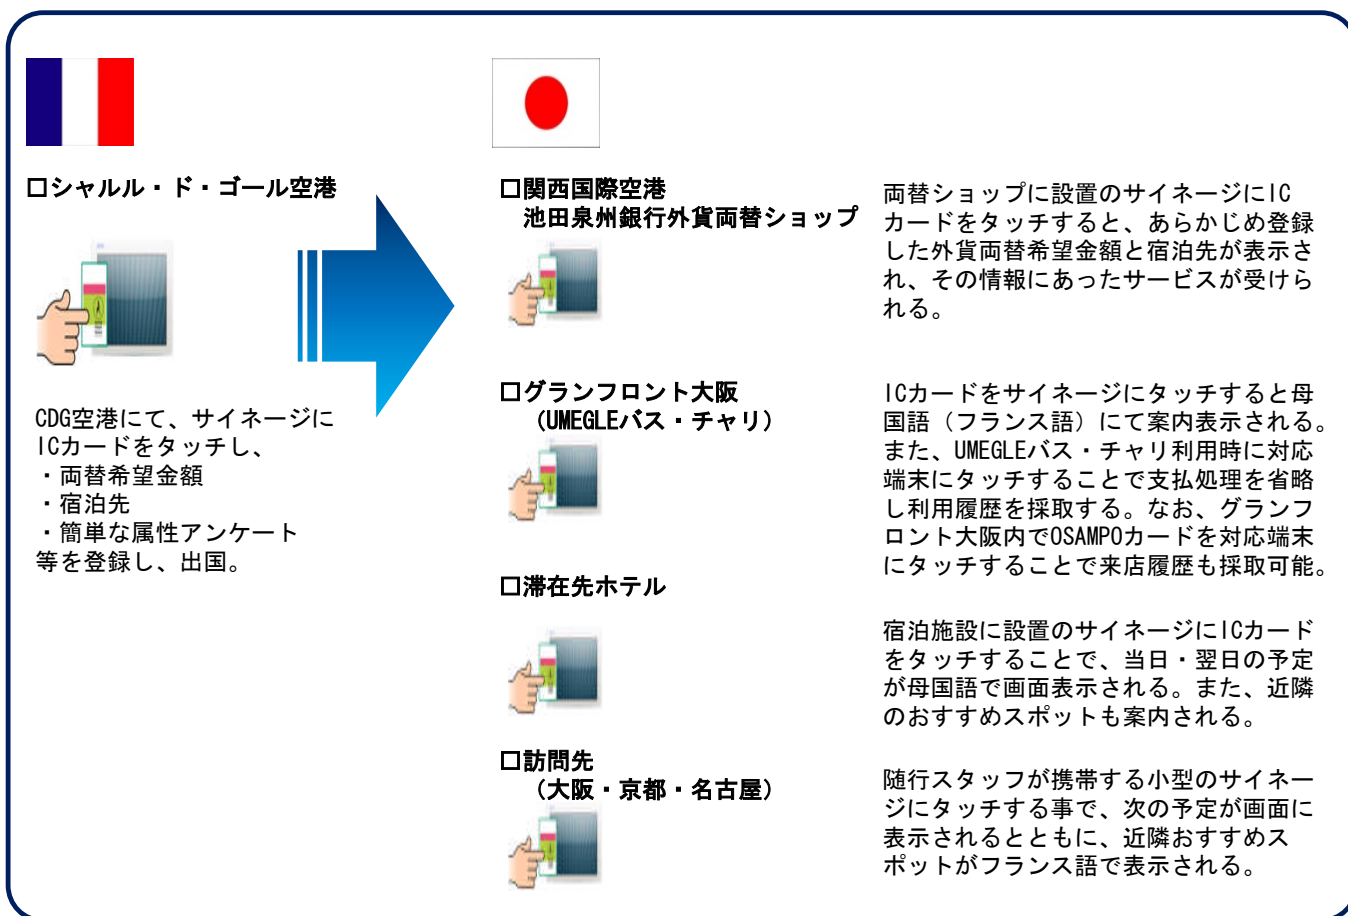 □シャルル・ド・ゴール空港
CDG空港にて、サイネージに
ICカードをタッチし、
・両替希望金額
・宿泊先
・簡単な属性アンケート
等を登録し、出国。
□関西国際空港
池田泉州銀行外貨両替ショップ
両替ショップに設置のサイネージにIC
カードをタッチすると、あらかじめ登録
した外貨両替希望金額と宿泊先が表示さ
れ、その情報にあったサービスが受けら
れる。
□グランフロント大阪
（UMEGLEバス・チャリ）
ICカードをサイネージにタッチすると母
国語（フランス語）にて案内表示される。
また、UMEGLEバス・チャリ利用時に対応
端末にタッチすることで支払処理を省略
し利用履歴を採取する。なお、グランフ
ロント大阪内でOSAMPOカードを対応端末
にタッチすることで来店履歴も採取可能。
□滞在先ホテル
宿泊施設に設置のサイネージにICカード
をタッチすることで、当日・翌日の予定
が母国語で画面表示される。また、近隣
のおすすめスポットも案内される。
□訪問先
（大阪・京都・名古屋）
随行スタッフが携帯する小型のサイネー
ジにタッチする事で、次の予定が画面に
表示されるとともに、近隣おすすめス
ポットがフランス語で表示される。